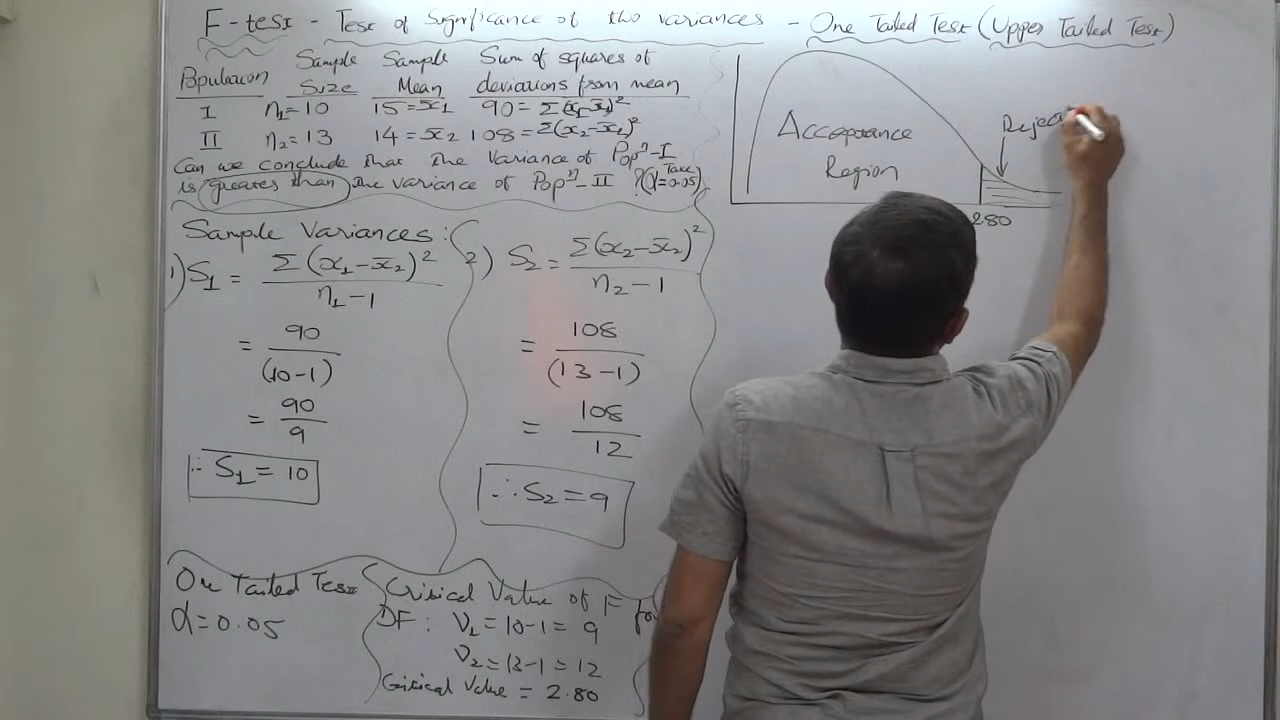 F-test - Test of Significance of two variances - One Tailed Test (Upper Tailed Test)
Population Sample Size Sample Mean Sum of squares of deviations from mean
I n₁=10 15=x̄₁ 90=Σ(x₁-x̄₁)²
II n₂=13 14=x̄₂ 108=Σ(x₂-x̄₂)²
Can we conclude that the variance of Popⁿ-I
is greater than the variance of Popⁿ-II ? (Take α=0.05)
Sample Variances:
1) S₁ = Σ(x₁-x̄₂)² / n₁-1
= 90 / (10-1)
= 90 / 9
∴ S₁ = 10
2) S₂ = Σ(x₂-x̄₂)² / n₂-1
= 108 / (13-1)
= 108 / 12
∴ S₂ = 9
One Tailed Test
α=0.05
Critical Value of F for
DF: ν₁=10-1=9
ν₂=13-1=12
Critical Value = 2.80
Acceptance
Region
Reject
280